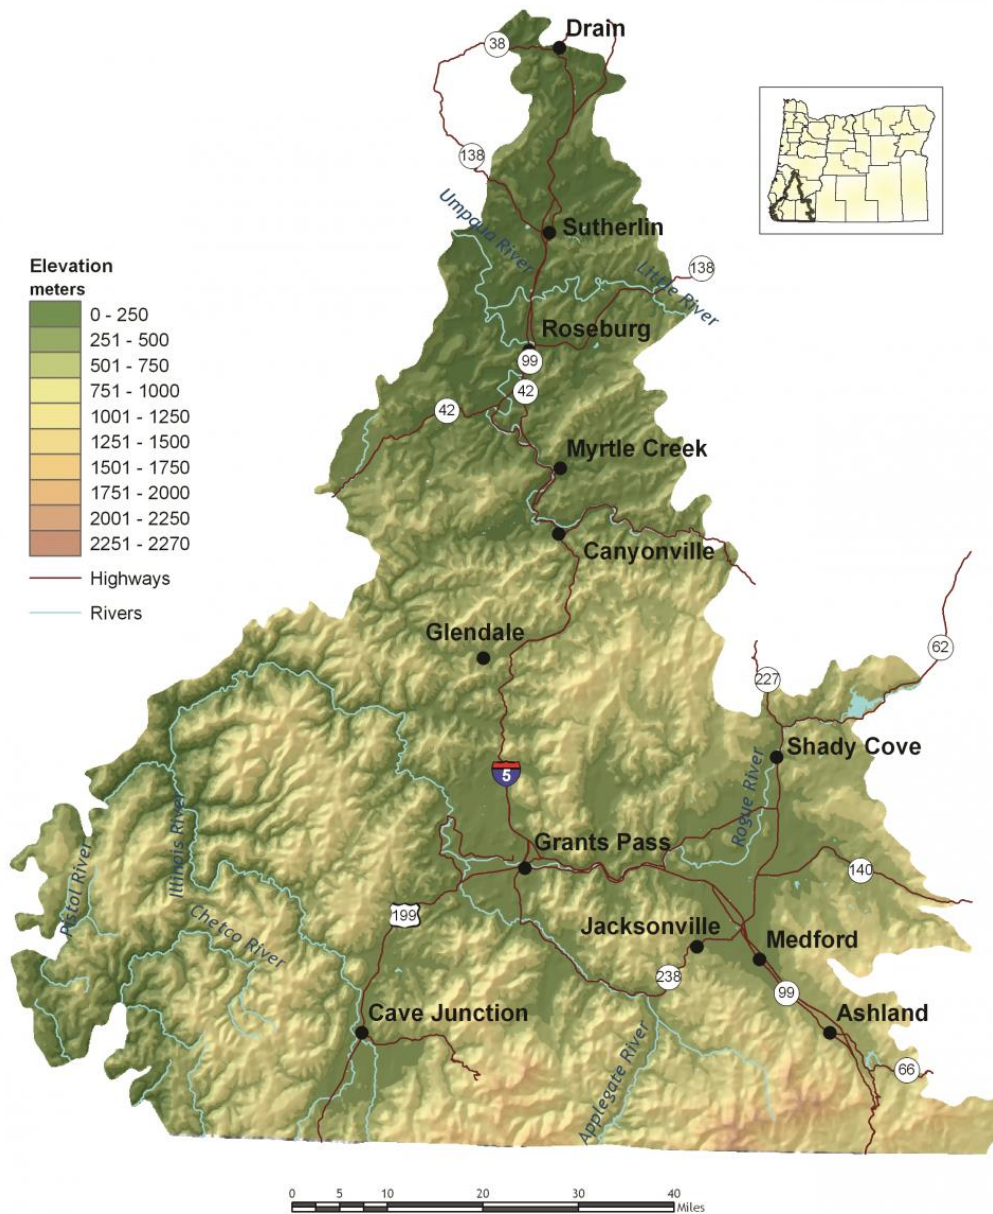 Drain
38
138
Umpqua River
Sutherlin
Little River
138
Elevation
meters
0 - 250
251 - 500
501 - 750
751 - 1000
1001 - 1250
1251 - 1500
1501 - 1750
1751 - 2000
2001 - 2250
2251 - 2270
Highways
Rivers
Roseburg
99
42
42
Myrtle Creek
Canyonville
Glendale
62
227
Shady Cove
5
Rogue River
Illinois River
Pistol River
Grants Pass
140
Chetco River
199
Jacksonville
Medford
238
99
Cave Junction
Ashland
Applegate River
66
0 5 10 20 30 40
Miles